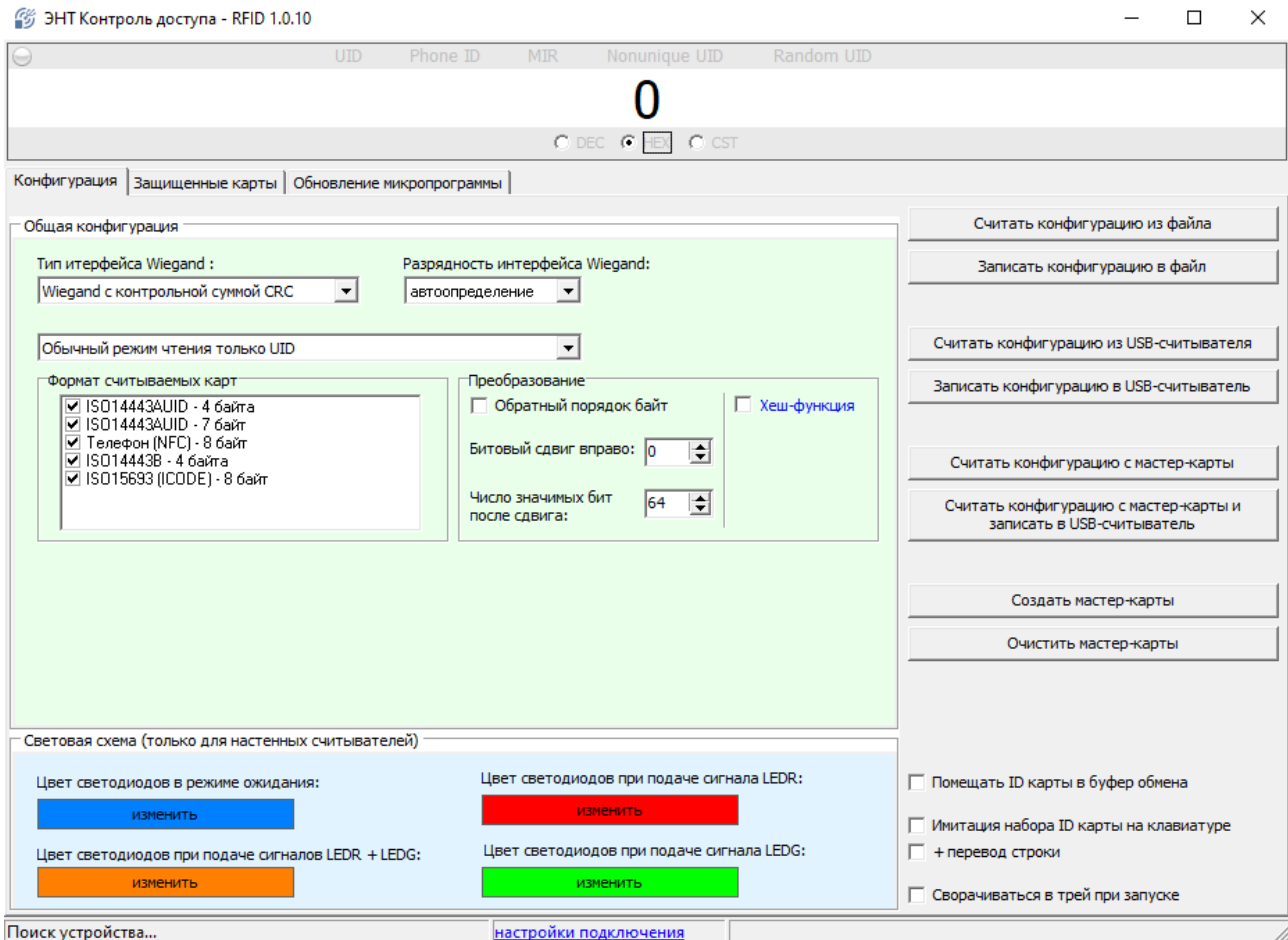 ЭНТ Контроль доступа - RFID 1.0.10
UID Phone ID MIR Nonunique UID Random UID
0
DEC HEX CST
Конфигурация Защищенные карты Обновление микропрограммы
Общая конфигурация
Тип итерфейса Wiegand :
Разрядность интерфейса Wiegand:
Wiegand с контрольной суммой CRC
автоопределение
Обычный режим чтения только UID
Формат считываемых карт
ISO14443AUID - 4 байта
ISO14443AUID - 7 байт
Телефон (NFC) - 8 байт
ISO14443B - 4 байта
ISO15693 (ICODE) - 8 байт
Преобразование
Обратный порядок байт
Хеш-функция
Битовый сдвиг вправо: 0
Число значимых бит
после сдвига:
64
Считать конфигурацию из файла
Записать конфигурацию в файл
Считать конфигурацию из USB-считывателя
Записать конфигурацию в USB-считыватель
Считать конфигурацию с мастер-карты
Считать конфигурацию с мастер-карты и
записать в USB-считыватель
Создать мастер-карты
Очистить мастер-карты
Световая схема (только для настенных считывателей)
Цвет светодиодов в режиме ожидания:
изменить
Цвет светодиодов при подаче сигнала LEDR:
изменить
Цвет светодиодов при подаче сигналов LEDR + LEDG:
изменить
Цвет светодиодов при подаче сигнала LEDG:
изменить
Помещать ID карты в буфер обмена
Имитация набора ID карты на клавиатуре
+ перевод строки
Сворачиваться в трей при запуске
Поиск устройства...
настройки подключения